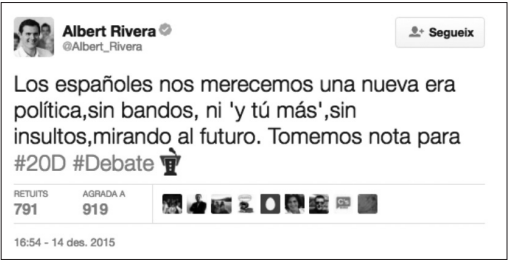 Albert Rivera
@Albert_Rivera
Segueix
Los españoles nos merecemos una nueva era
política,sin bandos, ni 'y tú más',sin
insultos,mirando al futuro. Tomemos nota para
#20D #Debate
RETUITS
791
AGRADA A
919
16:54 - 14 des. 2015